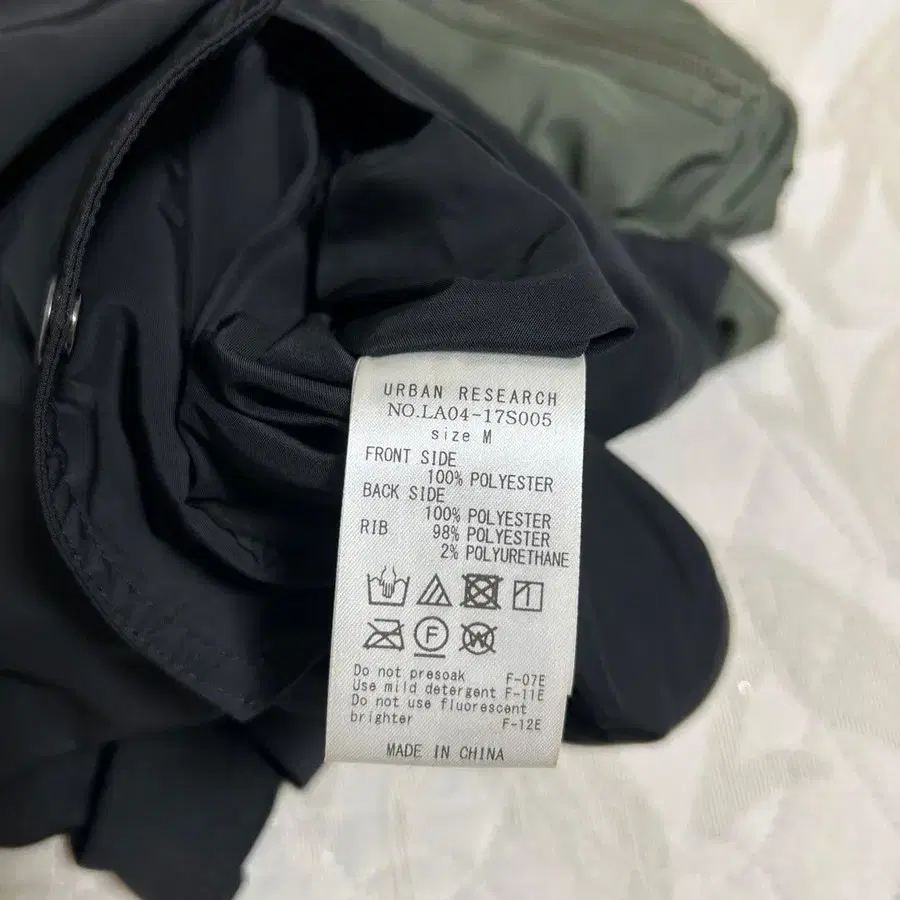 URBAN RESEARCH
NO.LA04-17S005
size M
FRONT SIDE
100% POLYESTER
BACK SIDE
100% POLYESTER
RIB 98% POLYESTER
2% POLYURETHANE
F W
Do not presoak F-07E
Use mild detergent F-11E
Do not use fluorescent
brighter F-12E
MADE IN CHINA